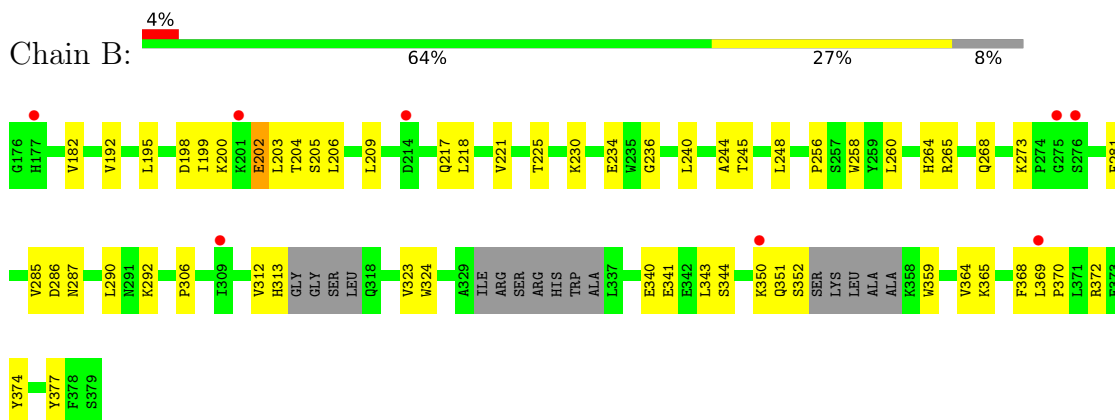 4%
Chain B:
64% 27% 8%
G176 H177 V182 V192 L195 D198 I199 K200 K201 E202 L203 T204 S205 L206 L209 D214 Q217 L218 V221 T225 K230 E234 W235 G236 L240 A244 T245 L248 P256 S257 W258 Y259 L260 H264 R265 Q268 K273 P274 G275 S276
V285 D286 N287 L290 N291 K292 P306 I309 V312 H313 GLY GLY SER LEU Q318 V323 W324 A329 ILE ARG SER ARG HIS TRP ALA L337 E340 E341 E342 L343 S344 K350 Q351 S352 SER LYS LEU ALA ALA K358 W359 V364 K365 F368 L369 P370 L371 R372
Y374 Y377 F378 S379